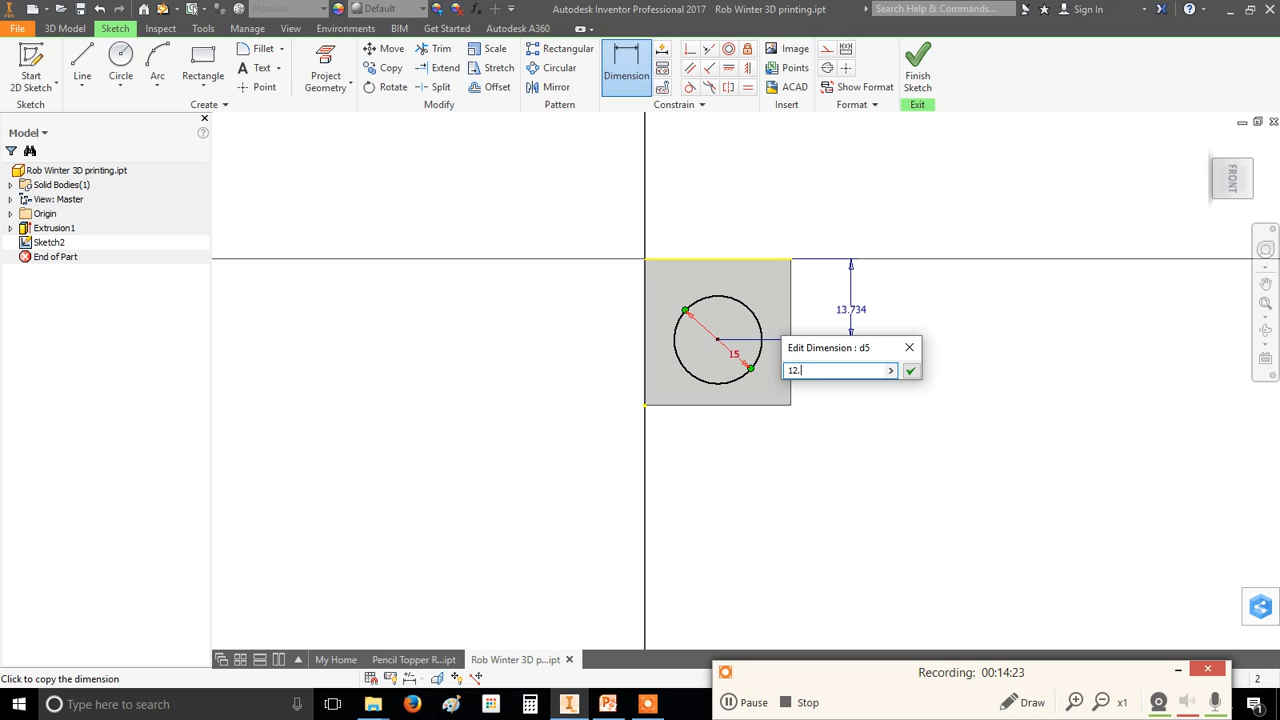 PRO
Material
Default
Autodesk Inventor Professional 2017   Rob Winter 3D printing.ipt
Search Help & Commands...
Sign In
File
3D Model
Sketch
Inspect
Tools
Manage
View
Environments
BIM
Get Started
Autodesk A360
Start
2D Sketch
Line
Circle
Arc
Rectangle
Fillet
Text
Point
Project
Geometry
Move
Copy
Rotate
Trim
Extend
Split
Scale
Stretch
Offset
Rectangular
Circular
Mirror
Dimension
Image
Points
ACAD
Show Format
Finish
Sketch
Sketch
Create
Modify
Pattern
Constrain
Insert
Format
Exit
Model
Rob Winter 3D printing.ipt
Solid Bodies(1)
View: Master
Origin
Extrusion1
Sketch2
End of Part
FRONT
13.734
15
Edit Dimension : d5
12.
My Home
Pencil Topper R...ipt
Rob Winter 3D p...ipt
Click to copy the dimension
2
Recording: 00:14:23
Pause
Stop
Draw
x1
Type here to search